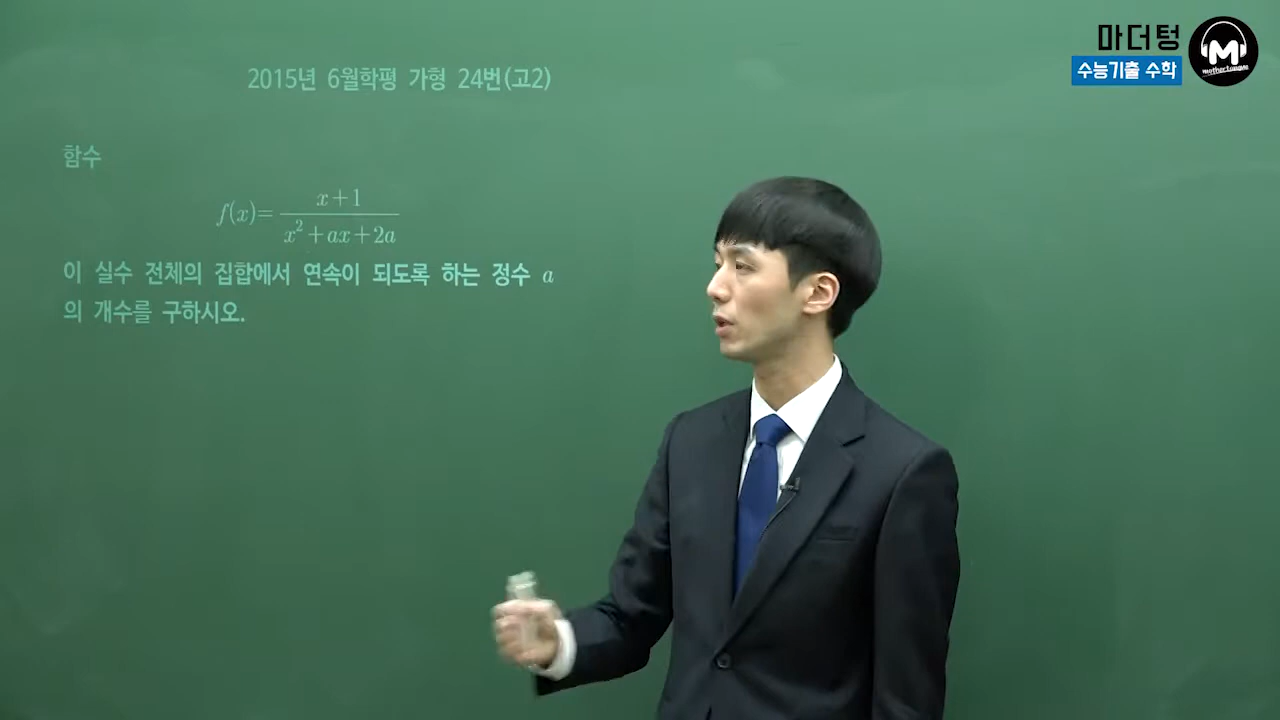 마더텅
수능기출 수학
M
mothertongue
2015년 6월학평 가형 24번(고2)
함수
f(x)=\frac{x+1}{x^2+ax+2a}
이 실수 전체의 집합에서 연속이 되도록 하는 정수 a
의 개수를 구하시오.